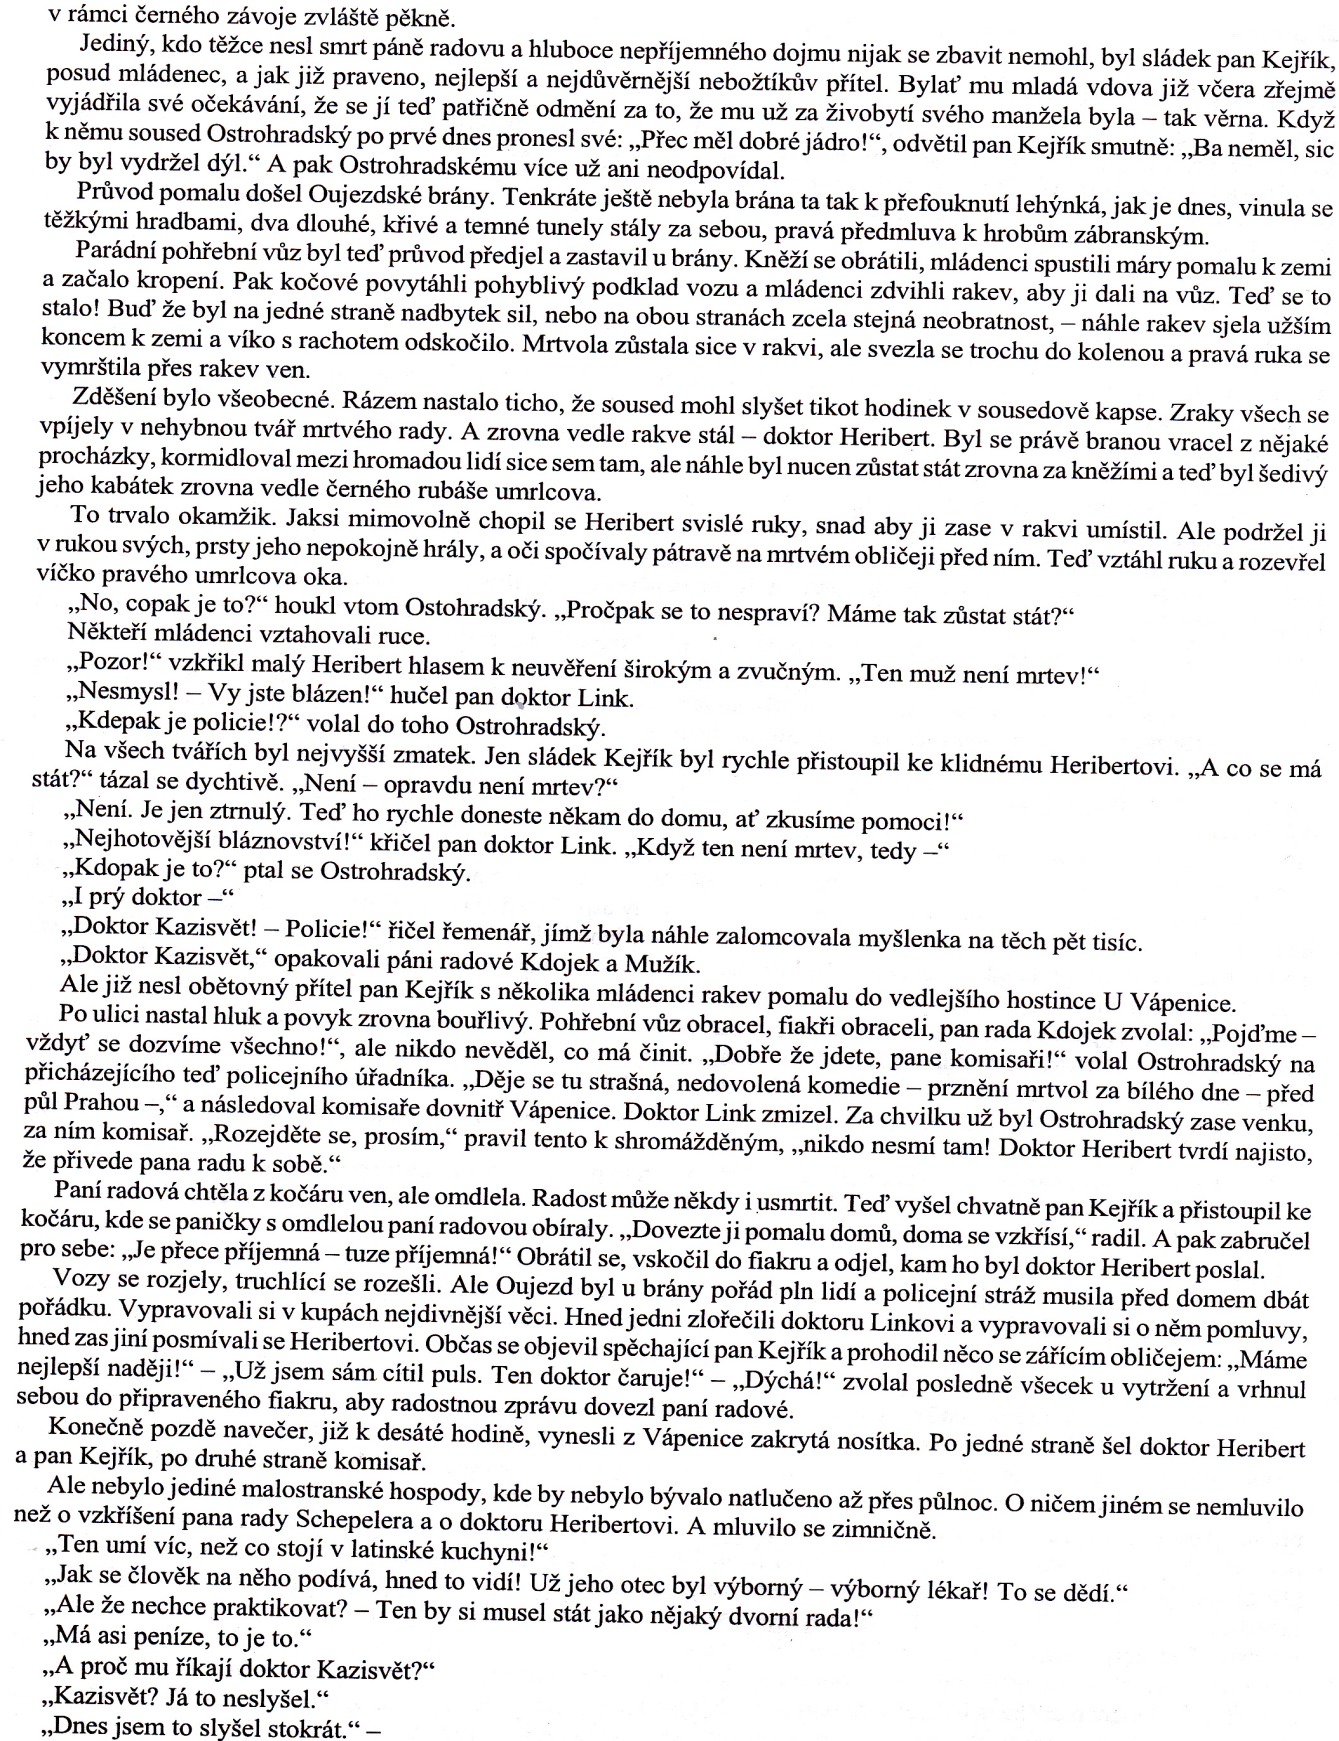 v rámci černého závoje zvláště pěkně.
Jediný, kdo těžce nesl smrt páně radovu a hluboce nepříjemného dojmu nijak se zbavit nemohl, byl sládek pan Kejřík,
posud mládenec, a jak již praveno, nejlepší a nejdůvěrnější nebožtíkův přítel. Bylať mu mladá vdova již včera zřejmě
vyjádřila své očekávání, že se jí teď patřičně odmění za to, že mu už za živobytí svého manžela byla – tak věrna. Když
k němu soused Ostrohradský po prvé dnes pronesl své: „Přec měl dobré jádro!“, odvětil pan Kejřík smutně: „Ba neměl, sic
by byl vydržel dýl.“ A pak Ostrohradskému více už ani neodpovídal.
Průvod pomalu došel Oujezdské brány. Tenkráte ještě nebyla brána ta tak k přefouknutí lehýnká, jak je dnes, vinula se
těžkými hradbami, dva dlouhé, křivé a temné tunely stály za sebou, pravá předmluva k hrobům zábranským.
Parádní pohřební vůz byl teď průvod předjel a zastavil u brány. Kněží se obrátili, mládenci spustili máry pomalu k zemi
a začalo kropení. Pak kočové povytáhli pohyblivý podklad vozu a mládenci zdvihli rakev, aby ji dali na vůz. Teď se to
stalo! Buď že byl na jedné straně nadbytek sil, nebo na obou stranách zcela stejná neobratnost, – náhle rakev sjela užším
koncem k zemi a víko s rachotem odskočilo. Mrtvola zůstala sice v rakvi, ale svezla se trochu do kolenou a pravá ruka se
vymrštila přes rakev ven.
Zděšení bylo všeobecné. Rázem nastalo ticho, že soused mohl slyšet tikot hodinek v sousedově kapse. Zraky všech se
vpíjely v nehybnou tvář mrtvého rady. A zrovna vedle rakve stál – doktor Heribert. Byl se právě branou vracel z nějaké
procházky, kormidloval mezi hromadou lidí sice sem tam, ale náhle byl nucen zůstat stát zrovna za kněžími a teď byl šedivý
jeho kabátek zrovna vedle černého rubáše umrlcova.
To trvalo okamžik. Jaksi mimovolně chopil se Heribert svislé ruky, snad aby ji zase v rakvi umístil. Ale podržel ji
v rukou svých, prsty jeho nepokojně hrály, a oči spočívaly pátravě na mrtvém obličeji před ním. Teď vztáhl ruku a rozevřel
víčko pravého umrlcova oka.
„No, copak je to?“ houkl vtom Ostohradský. „Pročpak se to nespraví? Máme tak zůstat stát?“
Někteří mládenci vztahovali ruce.
„Pozor!“ vzkřikl malý Heribert hlasem k neuvěření širokým a zvučným. „Ten muž není mrtev!“
„Nesmysl! – Vy jste blázen!“ hučel pan doktor Link.
„Kdepak je policie!?“ volal do toho Ostrohradský.
Na všech tvářích byl nejvyšší zmatek. Jen sládek Kejřík byl rychle přistoupil ke klidnému Heribertovi. „A co se má
stát?“ tázal se dychtivě. „Není – opravdu není mrtev?“
„Není. Je jen ztrnulý. Teď ho rychle doneste někam do domu, ať zkusíme pomoci!“
„Nejhotovější bláznovství!“ křičel pan doktor Link. „Když ten není mrtev, tedy –“
„Kdopak je to?“ ptal se Ostrohradský.
„I prý doktor –“
„Doktor Kazisvět! – Policie!“ řičel řemenář, jímž byla náhle zalomcovala myšlenka na těch pět tisíc.
„Doktor Kazisvět,“ opakovali páni radové Kdojek a Mužík.
Ale již nesl obětovný přítel pan Kejřík s několika mládenci rakev pomalu do vedlejšího hostince U Vápenice.
Po ulici nastal hluk a povyk zrovna bouřlivý. Pohřební vůz obracel, fiakři obraceli, pan rada Kdojek zvolal: „Pojďme –
vždyť se dozvíme všechno!“, ale nikdo nevěděl, co má činit. „Dobře že jdete, pane komisaři!“ volal Ostrohradský na
přicházejícího teď policejního úřadníka. „Děje se tu strašná, nedovolená komedie – prznění mrtvol za bílého dne – před
půl Prahou –,“ a následoval komisaře dovnitř Vápenice. Doktor Link zmizel. Za chvilku už byl Ostrohradský zase venku,
za ním komisař. „Rozejděte se, prosím,“ pravil tento k shromážděným, „nikdo nesmí tam! Doktor Heribert tvrdí najisto,
že přivede pana radu k sobě.“
Paní radová chtěla z kočáru ven, ale omdlela. Radost může někdy i usmrtit. Teď vyšel chvatně pan Kejřík a přistoupil ke
kočáru, kde se paničky s omdlelou paní radovou obíraly. „Dovezte ji pomalu domů, doma se vzkřísí,“ radil. A pak zabručel
pro sebe: „Je přece příjemná – tuze příjemná!“ Obrátil se, vskočil do fiakru a odjel, kam ho byl doktor Heribert poslal.
Vozy se rozjely, truchlící se rozešli. Ale Oujezd byl u brány pořád pln lidí a policejní stráž musila před domem dbát
pořádku. Vypravovali si v kupách nejdivnější věci. Hned jedni zlořečili doktoru Linkovi a vypravovali si o něm pomluvy,
hned zas jiní posmívali se Heribertovi. Občas se objevil spěchající pan Kejřík a prohodil něco se zářícím obličejem: „Máme
nejlepší naději!“ – „Už jsem sám cítil puls. Ten doktor čaruje!“ – „Dýchá!“ zvolal posledně všecek u vytržení a vrhnul
sebou do připraveného fiakru, aby radostnou zprávu dovezl paní radové.
Konečně pozdě navečer, již k desáté hodině, vynesli z Vápenice zakrytá nosítka. Po jedné straně šel doktor Heribert
a pan Kejřík, po druhé straně komisař.
Ale nebylo jediné malostranské hospody, kde by nebylo bývalo natlučeno až přes půlnoc. O ničem jiném se nemluvilo
než o vzkříšení pana rady Schepelera a o doktoru Heribertovi. A mluvilo se zimničně.
„Ten umí víc, než co stojí v latinské kuchyni!“
„Jak se člověk na něho podívá, hned to vidí! Už jeho otec byl výborný – výborný lékař! To se dědí.“
„Ale že nechce praktikovat? – Ten by si musel stát jako nějaký dvorní rada!“
„Má asi peníze, to je to.“
„A proč mu říkají doktor Kazisvět?“
„Kazisvět? Já to neslyšel.“
„Dnes jsem to slyšel stokrát.“ –